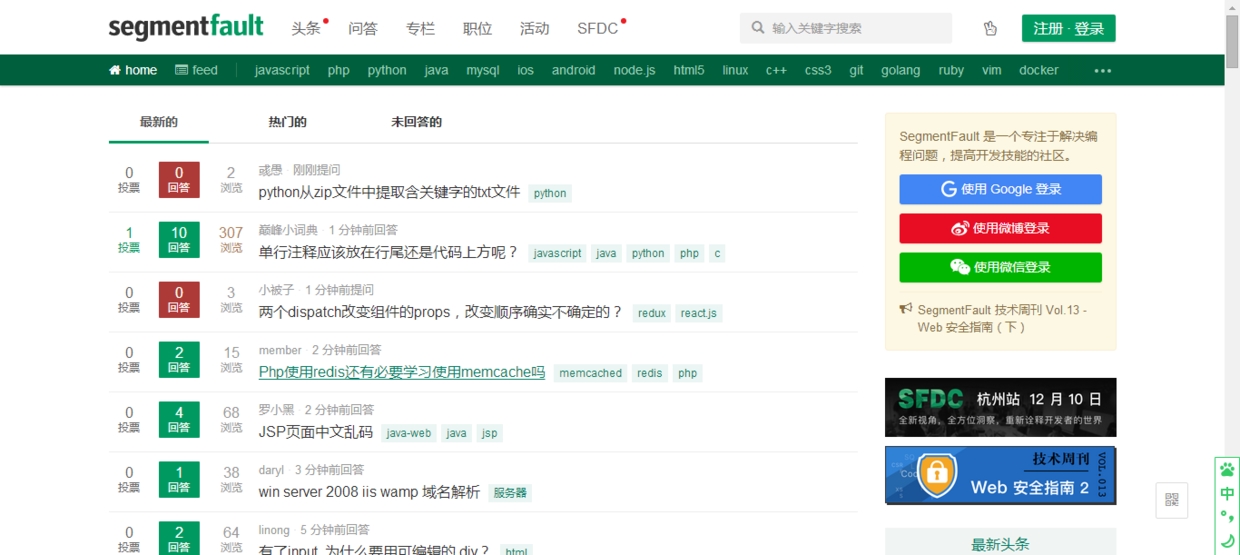 segmentfault 头条 问答 专栏 职位 活动 SFDC 输入关键字搜索 注册 · 登录
home feed javascript php python java mysql ios android node.js html5 linux c++ css3 git golang ruby vim docker
最新的 热门的 未回答的
0 投票 0 回答 2 浏览
彧愚 · 刚刚提问
python从zip文件中提取含关键字的txt文件 python
1 投票 10 回答 307 浏览
巅峰小词典 · 1 分钟前回答
单行注释应该放在行尾还是代码上方呢？ javascript java python php c
0 投票 0 回答 3 浏览
小被子 · 1 分钟前提问
两个dispatch改变组件的props，改变顺序确实不确定的？ redux react.js
0 投票 2 回答 15 浏览
member · 2 分钟前回答
Php使用redis还有必要学习使用memcache吗 memcached redis php
0 投票 4 回答 68 浏览
罗小黑 · 2 分钟前回答
JSP页面中文乱码 java-web java jsp
0 投票 1 回答 38 浏览
daryl · 3 分钟前回答
win server 2008 iis wamp 域名解析 服务器
0 投票 2 回答 64 浏览
linong · 5 分钟前回答
有了input, 为什么要用可编辑的 div？ html
SegmentFault 是一个专注于解决编
程问题，提高开发技能的社区。
使用 Google 登录
使用微博登录
使用微信登录
SegmentFault 技术周刊 Vol.13 -
Web 安全指南（下）
SFDC 杭州站 12 月 10 日
全新视角，全方位洞察，重新诠释开发者的世界
技术周刊 VOL.013
Web 安全指南 2
最新头条
中